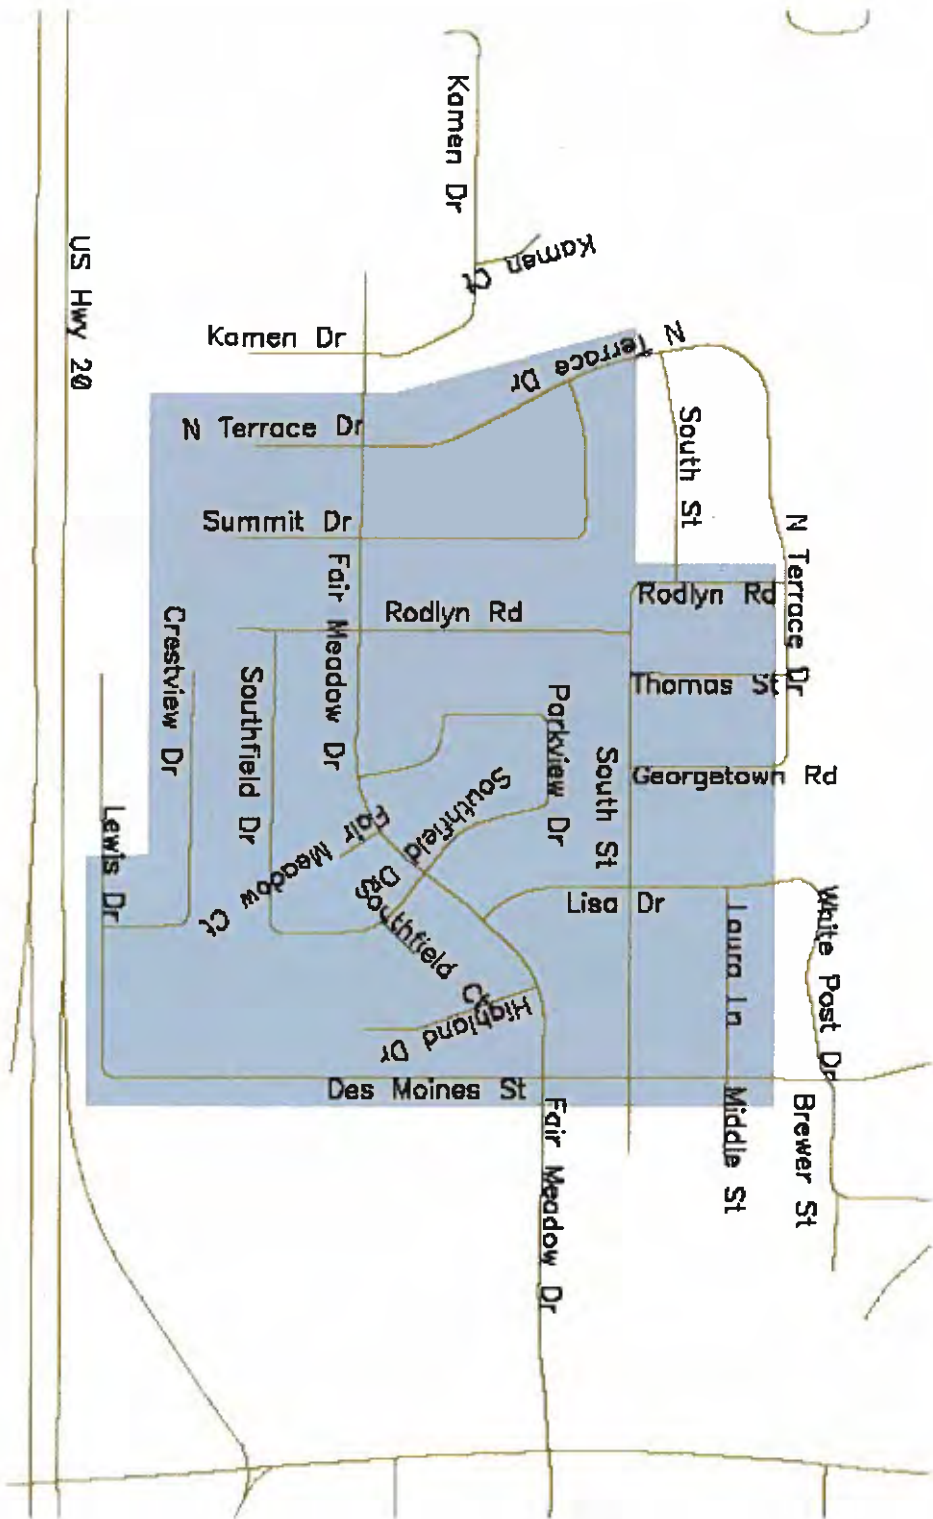 Kamen Dr
Kamen Ct
US Hwy 20
Kamen Dr
N Terrace Dr
South St
N Terrace Dr
Summit Dr
N Terrace Dr
Fair Meadow Dr
Rodlyn Rd
Rodlyn Rd
Crestview Dr
Southfield Dr
Parkview Dr
Thomas St
South St
Georgetown Rd
Southfield Dr
Lewis Dr
Fair Meadow Ct
Southfield Ct
Lisa Dr
Laura Ln
White Post Dr
Highland Dr
Des Moines St
Fair Meadow Dr
Middle St
Brewer St